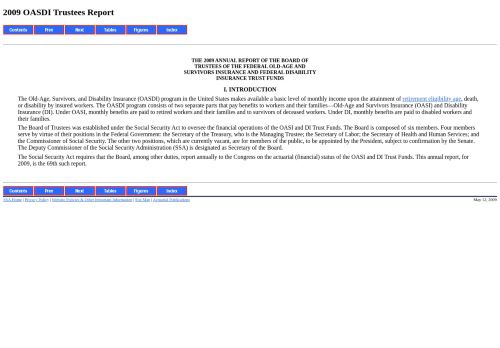 2009 OASDI Trustees Report
Contents Prev Next Tables Figures Index
THE 2009 ANNUAL REPORT OF THE BOARD OF
TRUSTEES OF THE FEDERAL OLD-AGE AND
SURVIVORS INSURANCE AND FEDERAL DISABILITY
INSURANCE TRUST FUNDS
I. INTRODUCTION
The Old-Age, Survivors, and Disability Insurance (OASDI) program in the United States makes available a basic level of monthly income upon the attainment of retirement eligibility age, death,
or disability by insured workers. The OASDI program consists of two separate parts that pay benefits to workers and their families—Old-Age and Survivors Insurance (OASI) and Disability
Insurance (DI). Under OASI, monthly benefits are paid to retired workers and their families and to survivors of deceased workers. Under DI, monthly benefits are paid to disabled workers and
their families.
The Board of Trustees was established under the Social Security Act to oversee the financial operations of the OASI and DI Trust Funds. The Board is composed of six members. Four members
serve by virtue of their positions in the Federal Government: the Secretary of the Treasury, who is the Managing Trustee; the Secretary of Labor; the Secretary of Health and Human Services; and
the Commissioner of Social Security. The other two positions, which are currently vacant, are for members of the public, to be appointed by the President, subject to confirmation by the Senate.
The Deputy Commissioner of the Social Security Administration (SSA) is designated as Secretary of the Board.
The Social Security Act requires that the Board, among other duties, report annually to the Congress on the actuarial (financial) status of the OASI and DI Trust Funds. This annual report, for
2009, is the 69th such report.
Contents Prev Next Tables Figures Index
SSA Home | Privacy Policy | Website Policies & Other Important Information | Site Map | Actuarial Publications May 12, 2009